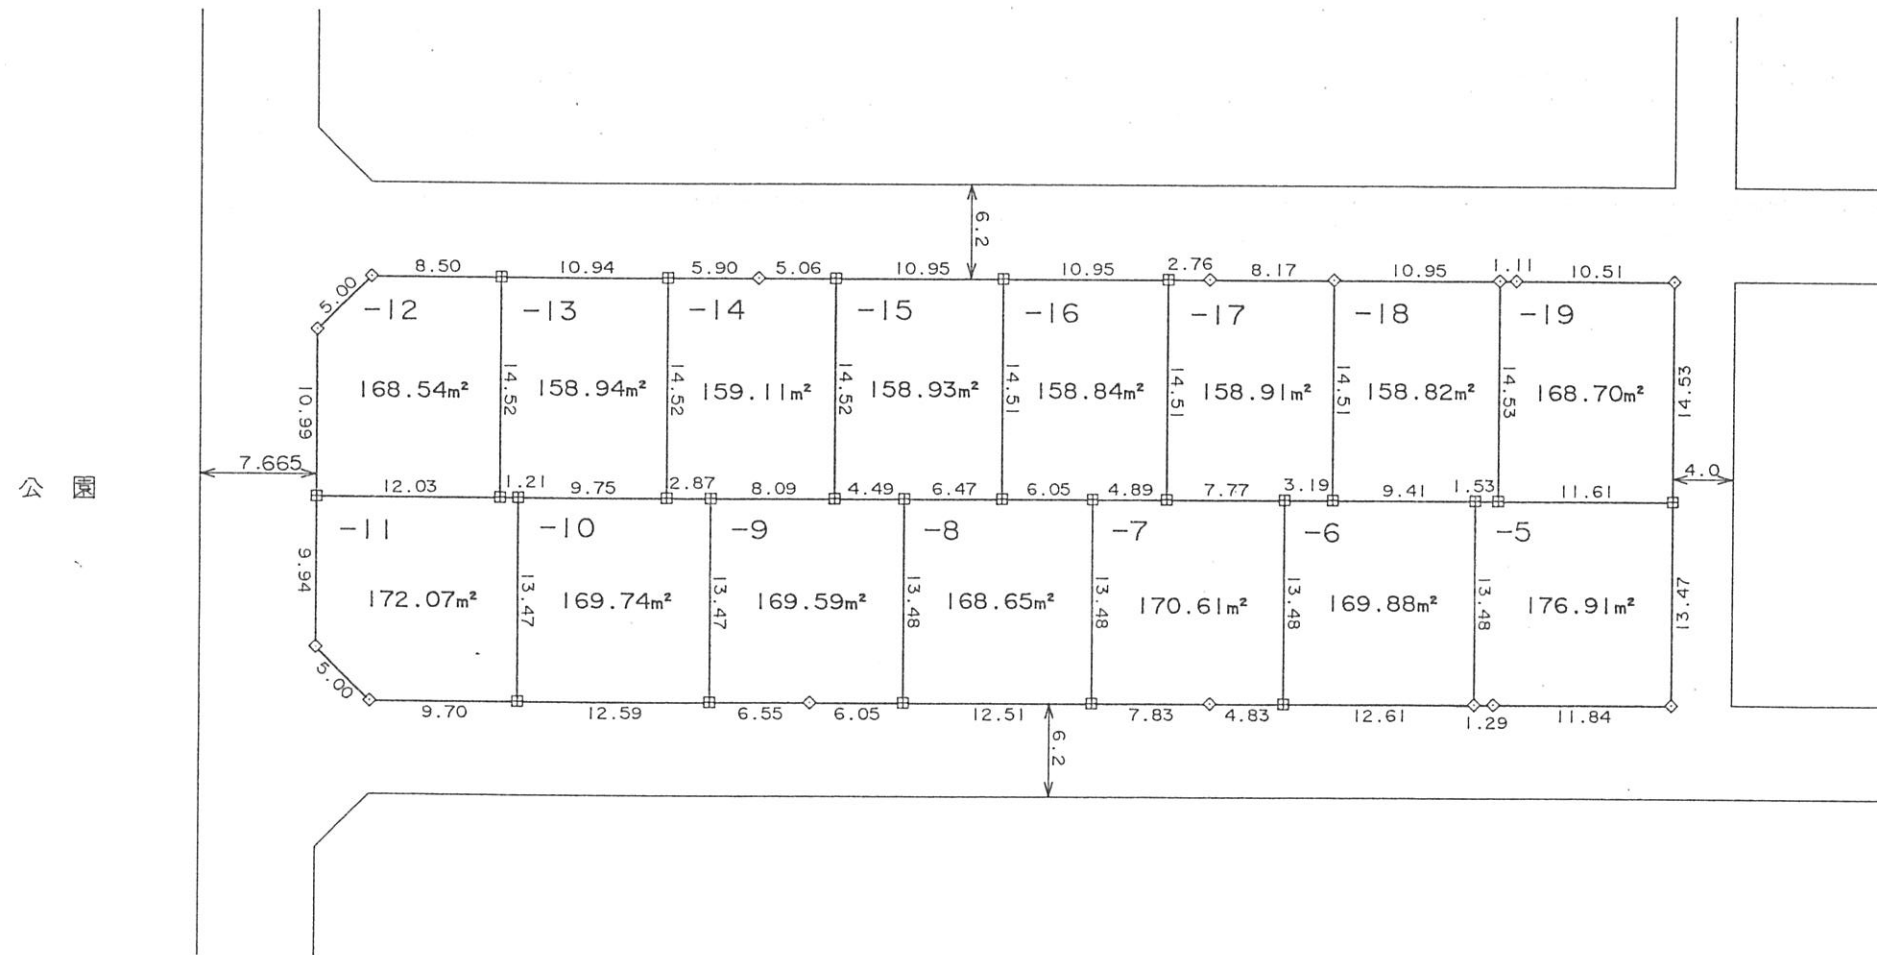 6.2
8.50 10.94 5.90 5.06 10.95 10.95 2.76 8.17 10.95 1.11 10.51
5.00
-12 -13 -14 -15 -16 -17 -18 -19
10.99 14.52 14.52 14.52 14.51 14.51 14.51 14.53 14.53
168.54m² 158.94m² 159.11m² 158.93m² 158.84m² 158.91m² 158.82m² 168.70m²
公園
7.665
4.0
12.03 1.21 9.75 2.87 8.09 4.49 6.47 6.05 4.89 7.77 3.19 9.41 1.53 11.61
-11 -10 -9 -8 -7 -6 -5
9.94 13.47 13.47 13.48 13.48 13.48 13.48 13.47
172.07m² 169.74m² 169.59m² 168.65m² 170.61m² 169.88m² 176.91m²
5.00
9.70 12.59 6.55 6.05 12.51 7.83 4.83 12.61 1.29 11.84
6.2